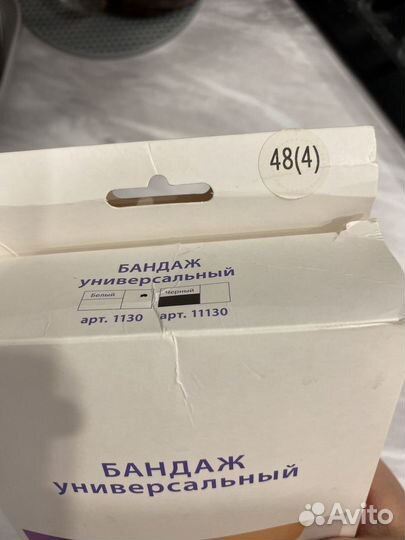 48(4)
БАНДАЖ
универсальный
Белый Черный
арт. 1130 арт. 11130
БАНДАЖ
универсальный
Avito